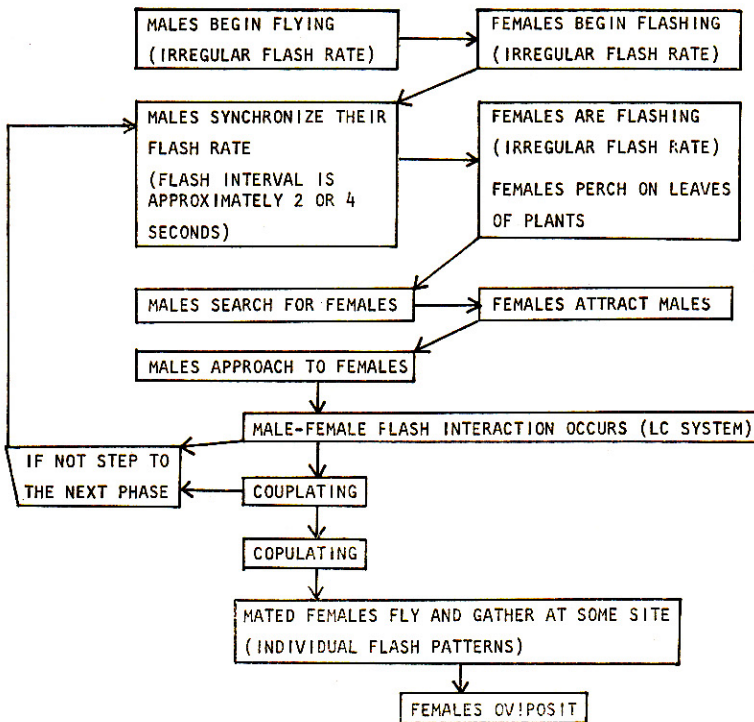 MALES BEGIN FLYING
(IRREGULAR FLASH RATE)
FEMALES BEGIN FLASHING
(IRREGULAR FLASH RATE)
MALES SYNCHRONIZE THEIR
FLASH RATE
(FLASH INTERVAL IS
APPROXIMATELY 2 OR 4
SECONDS)
FEMALES ARE FLASHING
(IRREGULAR FLASH RATE)
FEMALES PERCH ON LEAVES
OF PLANTS
MALES SEARCH FOR FEMALES
FEMALES ATTRACT MALES
MALES APPROACH TO FEMALES
MALE-FEMALE FLASH INTERACTION OCCURS (LC SYSTEM)
IF NOT STEP TO
THE NEXT PHASE
COUPLATING
COPULATING
MATED FEMALES FLY AND GATHER AT SOME SITE
(INDIVIDUAL FLASH PATTERNS)
FEMALES OVIPOSIT